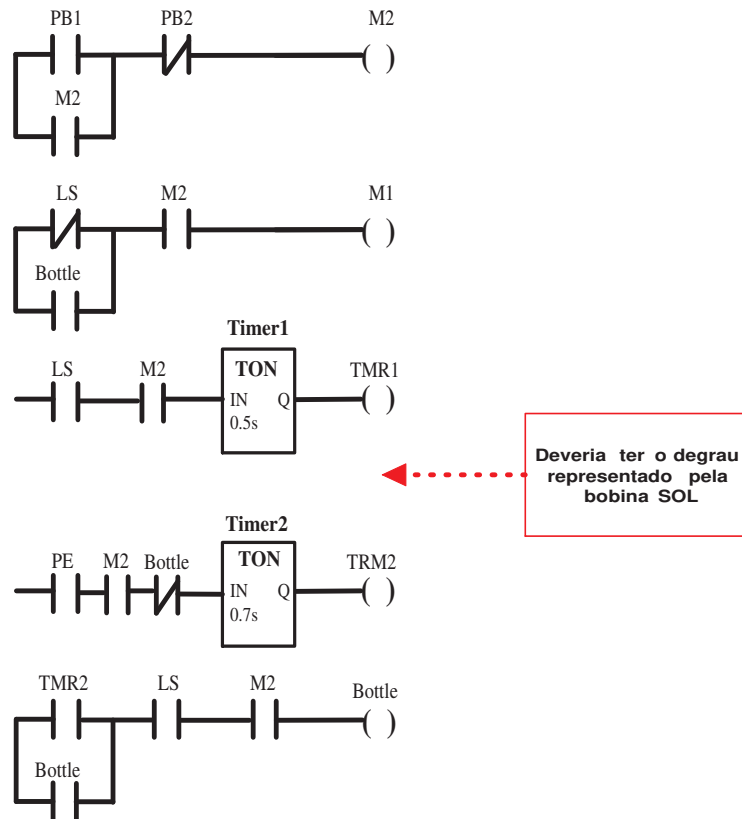 PB1 PB2 M2
( )
M2
LS M2 M1
( )
Bottle
Timer1
LS M2 TON TMR1
IN Q ( )
0.5s
Deveria ter o degrau
representado pela
bobina SOL
Timer2
PE M2 Bottle TON TRM2
IN Q ( )
0.7s
TMR2 LS M2 Bottle
( )
Bottle